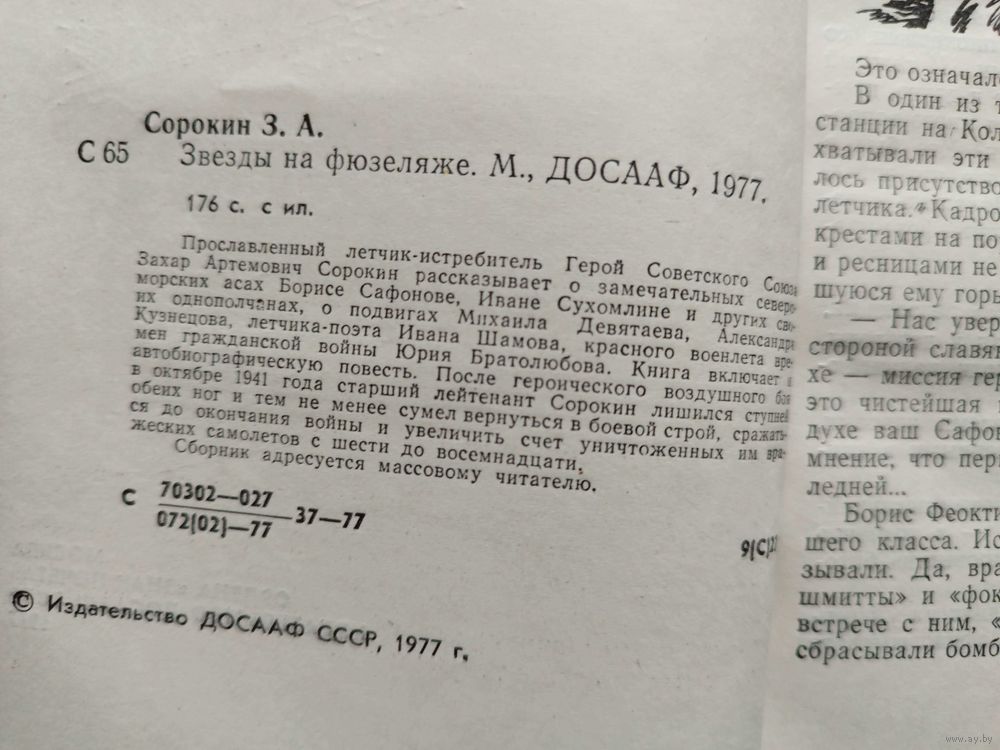 Сорокин З. А.
С 65
Звезды на фюзеляже. М., ДОСААФ, 1977.
176 с. с ил.
Прославленный летчик-истребитель Герой Советского Союза
Захар Артемович Сорокин рассказывает о замечательных северо-
морских асах Борисе Сафонове, Иване Сухомлине и других сво-
их однополчанах, о подвигах Михаила Девятаева, Александра
Кузнецова, летчика-поэта Ивана Шамова, красного военлета вре-
мен гражданской войны Юрия Братолюбова. Книга включает и
автобиографическую повесть. После героического воздушного боя
в октябре 1941 года старший лейтенант Сорокин лишился ступней
обеих ног и тем не менее сумел вернуться в боевой строй, сражать-
ся до окончания войны и увеличить счет уничтоженных им вра-
жеских самолетов с шести до восемнадцати.
Сборник адресуется массовому читателю.
С 70302—027
072(02)—77 37—77
9(С)2
© Издательство ДОСААФ СССР, 1977 г.
Это означал
В один из т
станции на Кол
хватывали эти
лось присутство
летчика. Кадро
крестами на по
и ресницами не
шуюся ему горь
— Нас увер
стороной славян
хе — миссия гер
это чистейшая
духе ваш Сафон
мнение, что пер
ледней...
Борис Феокти
шего класса. Ис
зывали. Да, вра
шмитты» и «фок
встрече с ним, «
сбрасывали бомб
www.ay.by